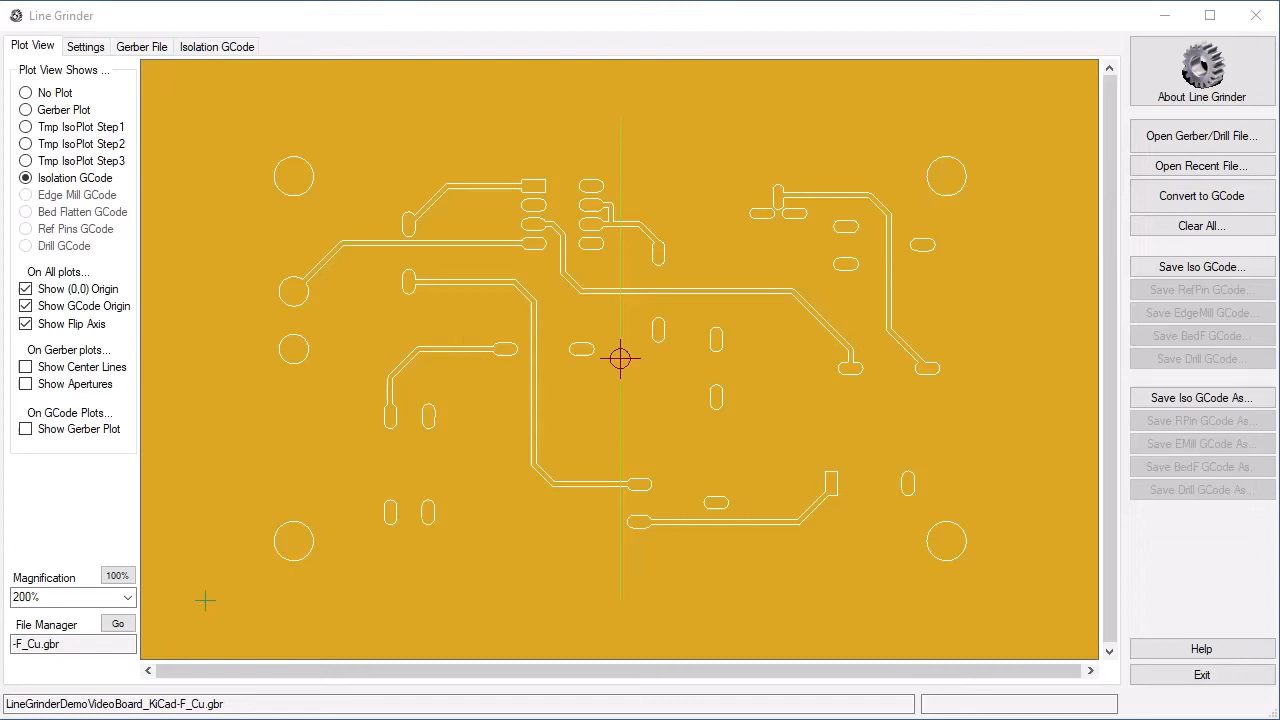 Line Grinder
Plot View
Settings
Gerber File
Isolation GCode
Plot View Shows ...
No Plot
Gerber Plot
Tmp IsoPlot Step1
Tmp IsoPlot Step2
Tmp IsoPlot Step3
Isolation GCode
Edge Mill GCode
Bed Flatten GCode
Ref Pins GCode
Drill GCode
On All plots...
Show (0,0) Origin
Show GCode Origin
Show Flip Axis
On Gerber plots...
Show Center Lines
Show Apertures
On GCode Plots...
Show Gerber Plot
Magnification
100%
200%
File Manager
Go
-F_Cu.gbr
About Line Grinder
Open Gerber/Drill File...
Open Recent File...
Convert to GCode
Clear All...
Save Iso GCode...
Save RefPin GCode...
Save EdgeMill GCode...
Save BedF GCode...
Save Drill GCode...
Save Iso GCode As...
Save RPin GCode As...
Save EMill GCode As...
Save BedF GCode As.
Save Drill GCode As...
Help
Exit
LineGrinderDemoVideoBoard_KiCad-F_Cu.gbr